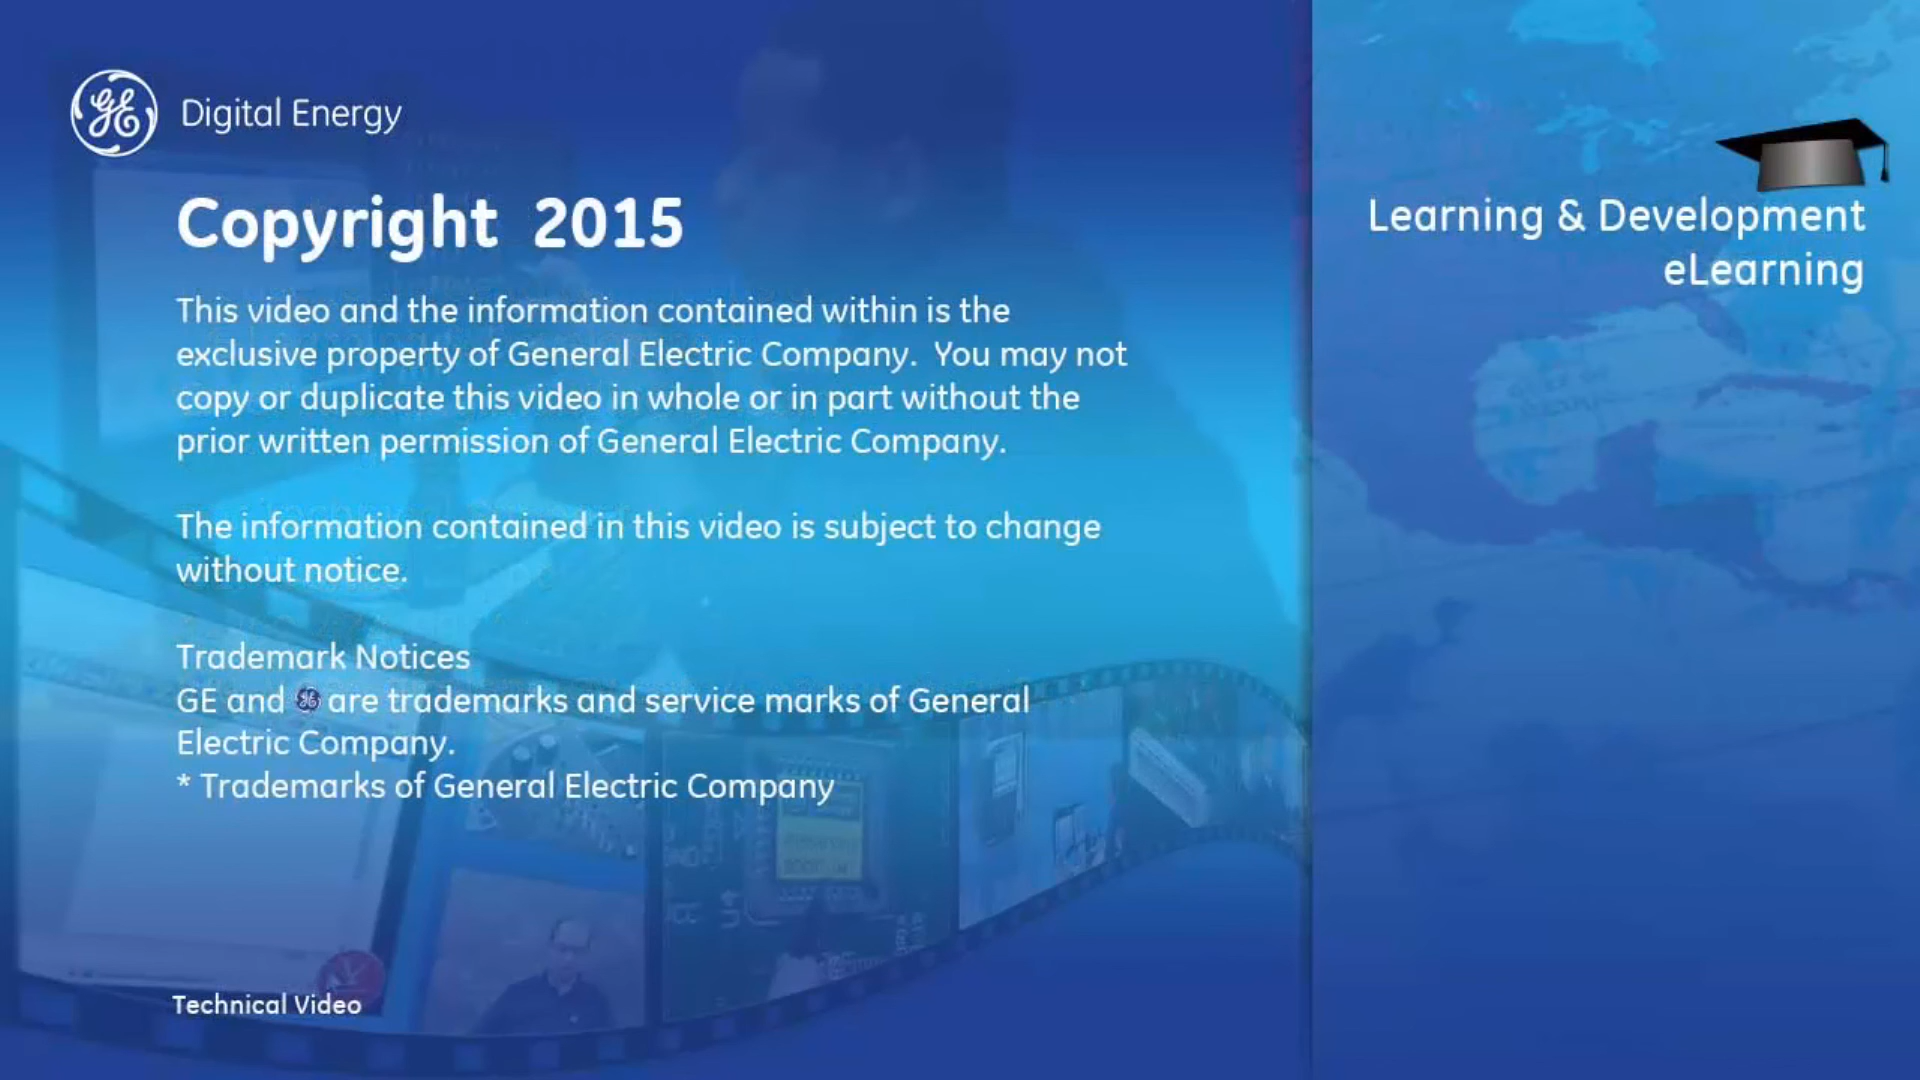 GE Digital Energy
Copyright 2015
This video and the information contained within is the
exclusive property of General Electric Company. You may not
copy or duplicate this video in whole or in part without the
prior written permission of General Electric Company.
The information contained in this video is subject to change
without notice.
Trademark Notices
GE and GE are trademarks and service marks of General
Electric Company.
* Trademarks of General Electric Company
Technical Video
Learning & Development
eLearning